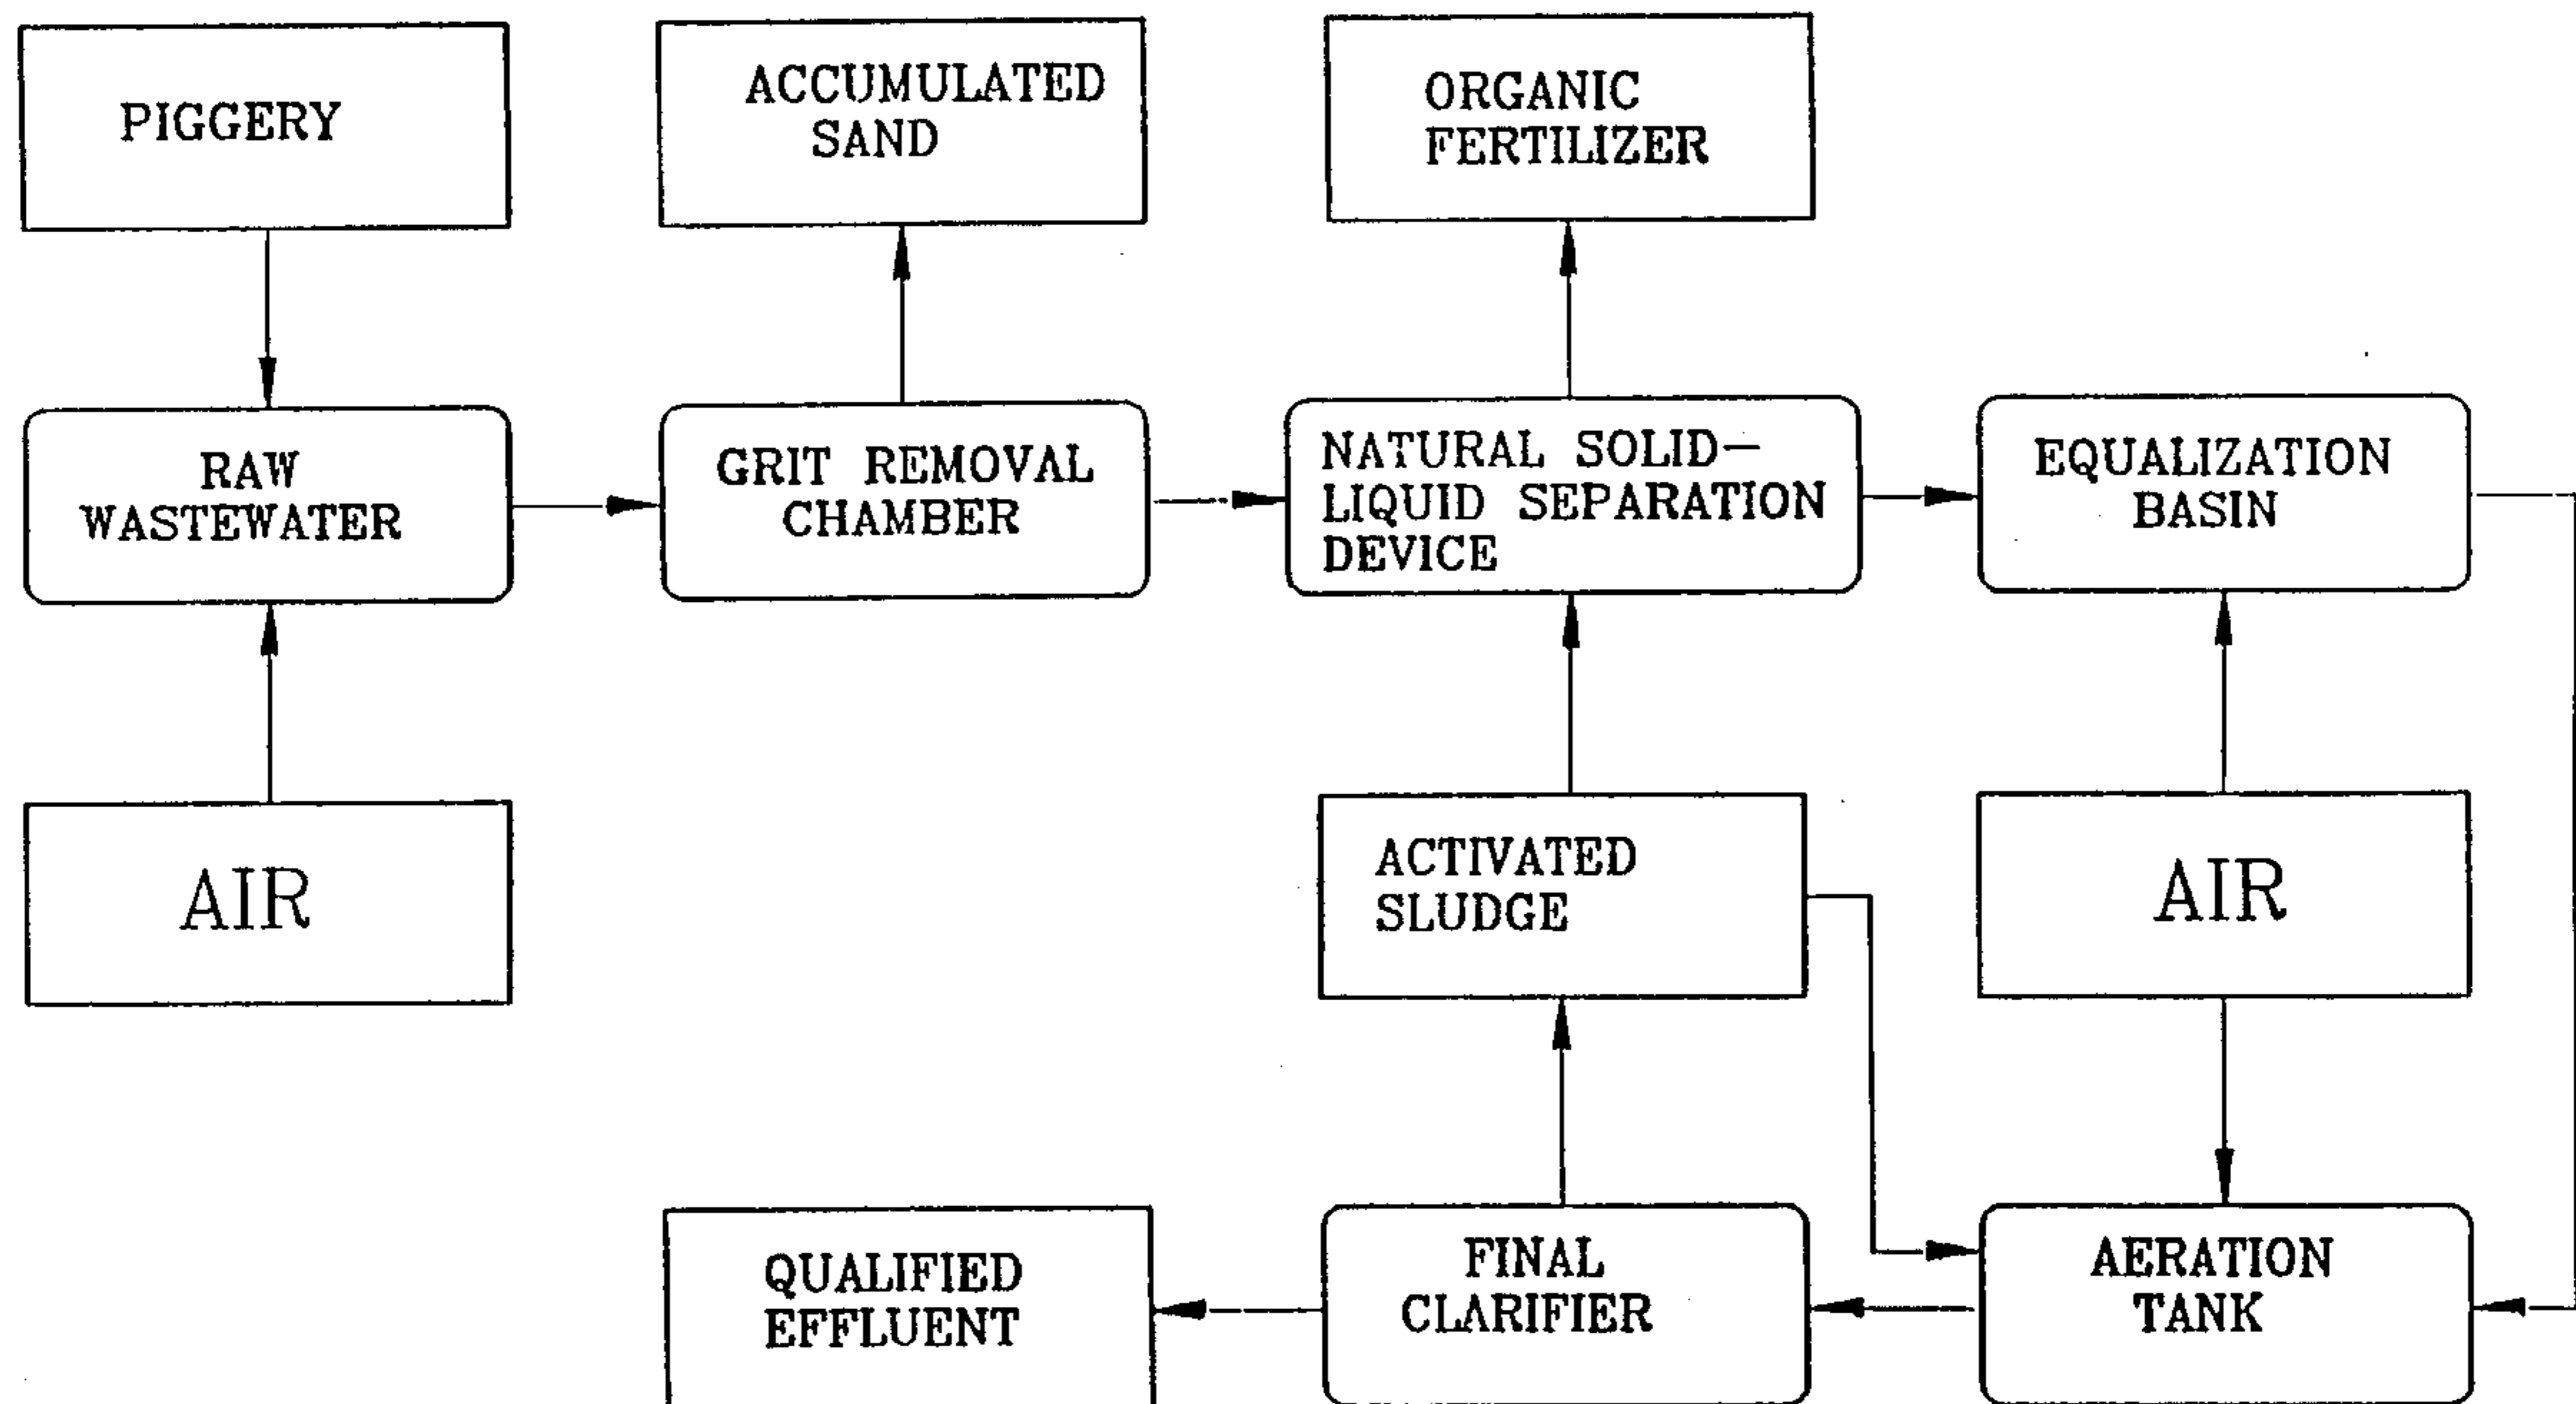 PIGGERY
ACCUMULATED
SAND
ORGANIC
FERTILIZER
RAW
WASTEWATER
GRIT REMOVAL
CHAMBER
NATURAL SOLID-
LIQUID SEPARATION
DEVICE
EQUALIZATION
BASIN
AIR
ACTIVATED
SLUDGE
AIR
QUALIFIED
EFFLUENT
FINAL
CLARIFIER
AERATION
TANK